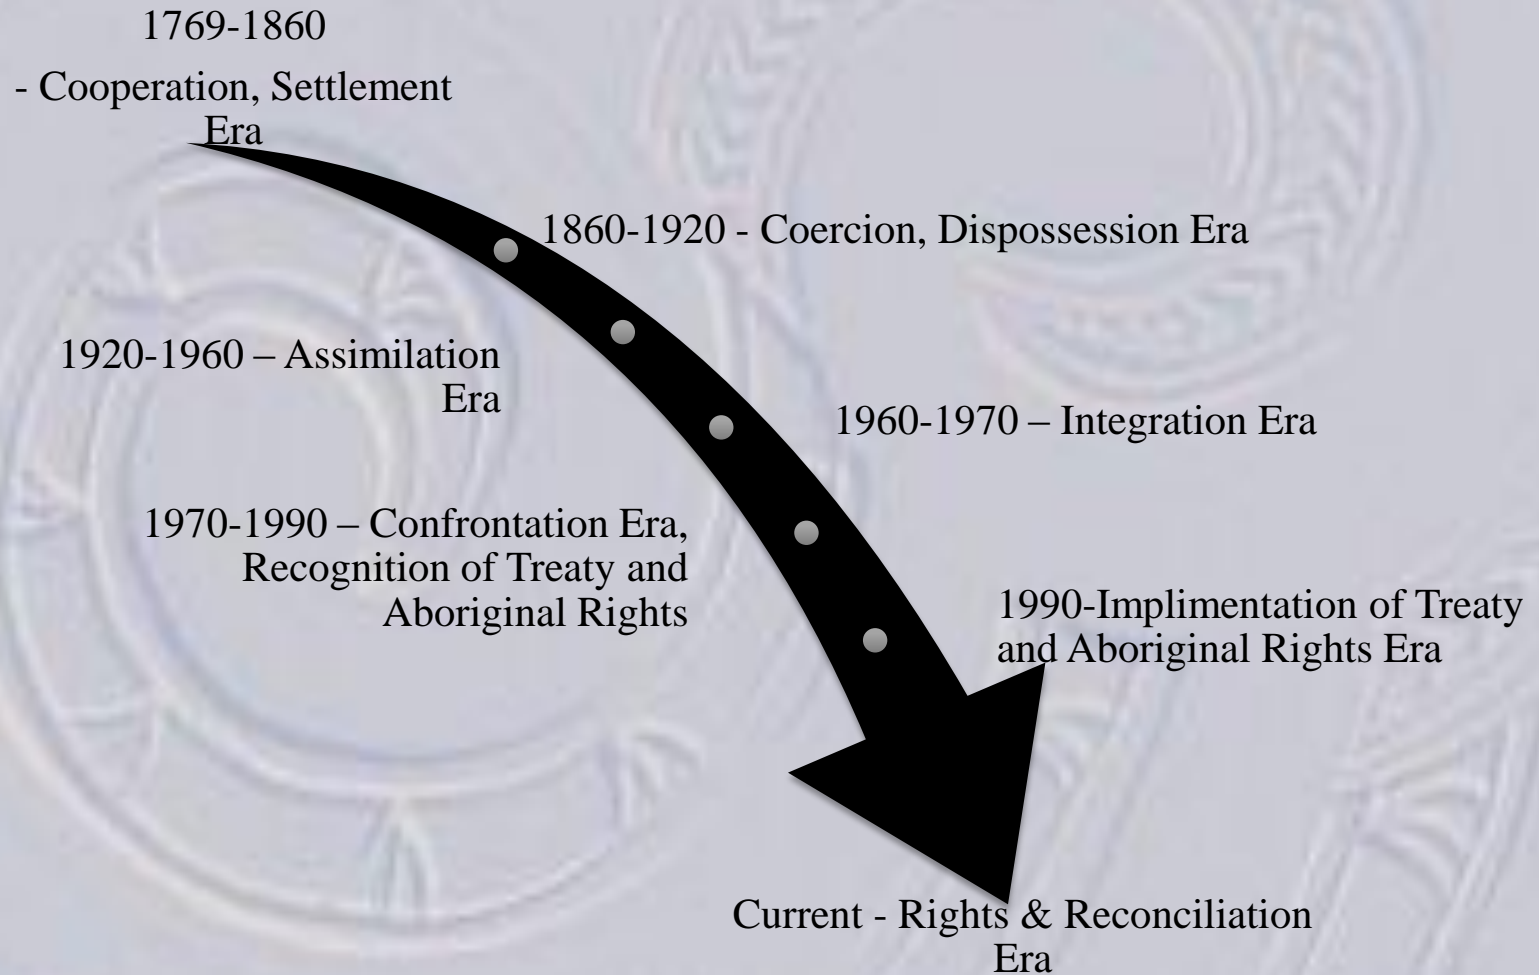 1769-1860
- Cooperation, Settlement
Era
1860-1920 - Coercion, Dispossession Era
1920-1960 – Assimilation
Era
1960-1970 – Integration Era
1970-1990 – Confrontation Era,
Recognition of Treaty and
Aboriginal Rights
1990-Implimentation of Treaty
and Aboriginal Rights Era
Current - Rights & Reconciliation
Era